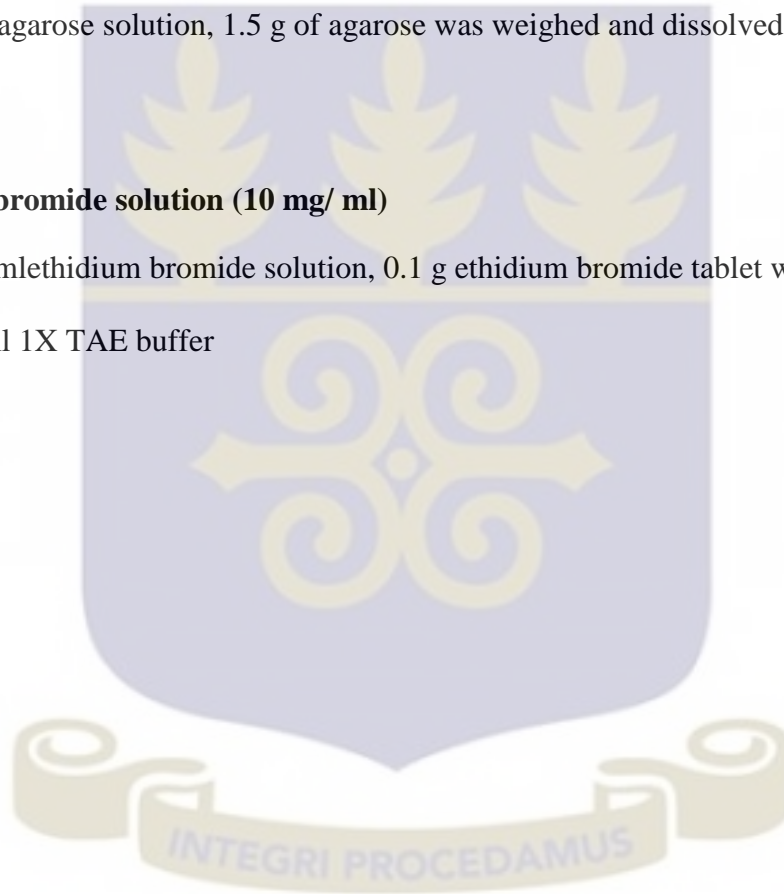 agarose solution, 1.5 g of agarose was weighed and dissolved
bromide solution (10 mg/ ml)
mlethidium bromide solution, 0.1 g ethidium bromide tablet w
l 1X TAE buffer
INTEGRI PROCEDAMUS